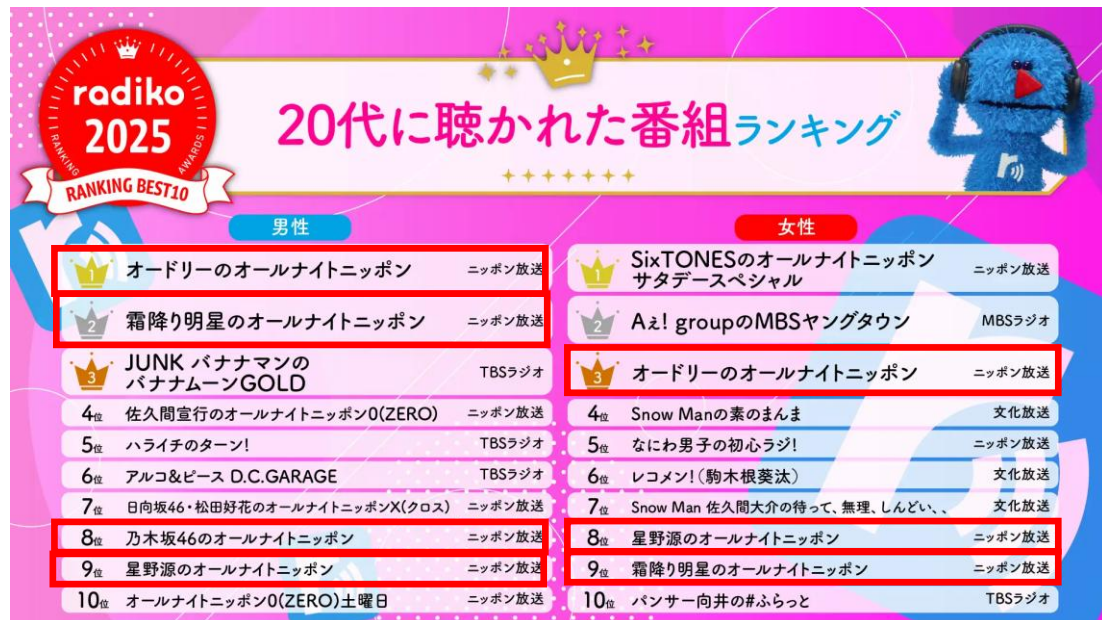 radiko
2025
RANKING
AWARDS
RANKING BEST10
20代に聴かれた番組ランキング
男性
1 オードリーのオールナイトニッポン ニッポン放送
2 霜降り明星のオールナイトニッポン ニッポン放送
3 JUNK バナナマンの
バナナムーンGOLD TBSラジオ
4位 佐久間宣行のオールナイトニッポン0(ZERO) ニッポン放送
5位 ハライチのターン! TBSラジオ
6位 アルコ&ピース D.C.GARAGE TBSラジオ
7位 日向坂46・松田好花のオールナイトニッポンX(クロス) ニッポン放送
8位 乃木坂46のオールナイトニッポン ニッポン放送
9位 星野源のオールナイトニッポン ニッポン放送
10位 オールナイトニッポン0(ZERO)土曜日 ニッポン放送
女性
1 SixTONESのオールナイトニッポン
サタデースペシャル ニッポン放送
2 Aぇ! groupのMBSヤングタウン MBSラジオ
3 オードリーのオールナイトニッポン ニッポン放送
4位 Snow Manの素のまんま 文化放送
5位 なにわ男子の初心ラジ! ニッポン放送
6位 レコメン!(駒木根葵汰) 文化放送
7位 Snow Man 佐久間大介の待って、無理、しんどい、、 文化放送
8位 星野源のオールナイトニッポン ニッポン放送
9位 霜降り明星のオールナイトニッポン ニッポン放送
10位 パンサー向井の#ふらっと TBSラジオ